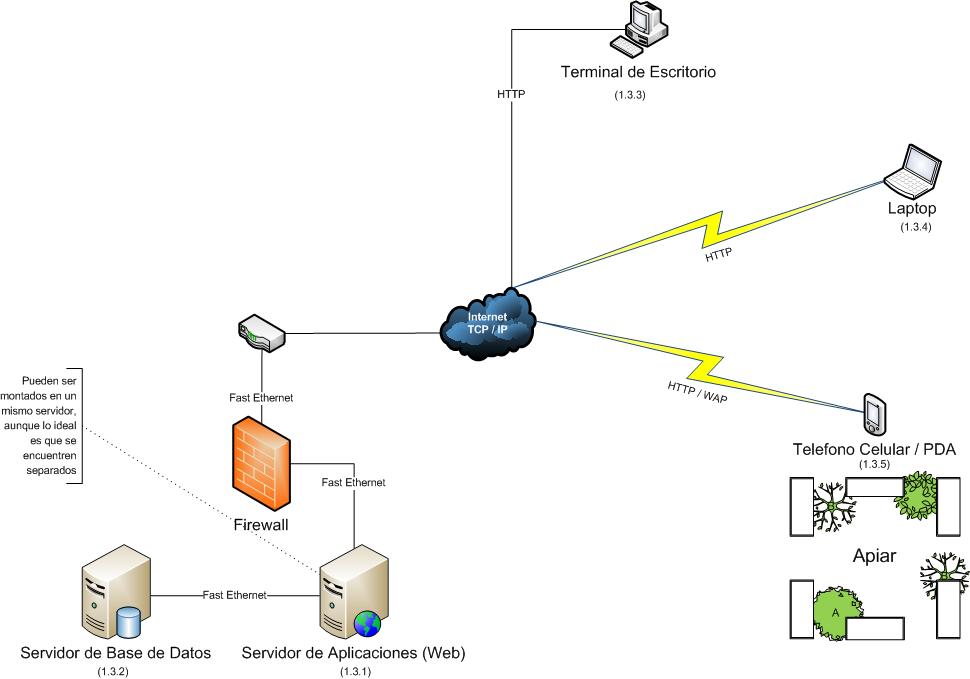 Terminal de Escritorio
(1.3.3)
HTTP
Laptop
(1.3.4)
HTTP
Internet
TCP / IP
HTTP / WAP
Telefono Celular / PDA
(1.3.5)
Pueden ser
montados en un
mismo servidor,
aunque lo ideal
es que se
encuentren
separados
Fast Ethernet
Fast Ethernet
Firewall
B
Apiar
B
A
Fast Ethernet
Servidor de Base de Datos
(1.3.2)
Servidor de Aplicaciones (Web)
(1.3.1)